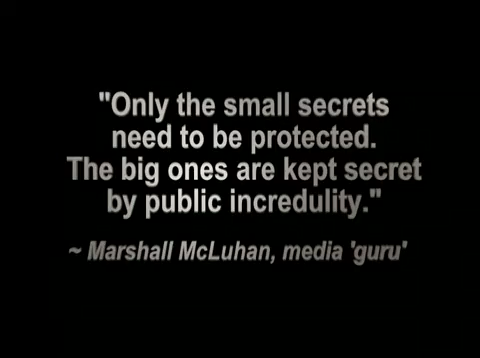 "Only the small secrets
need to be protected.
The big ones are kept secret
by public incredulity."
~ Marshall McLuhan, media 'guru'